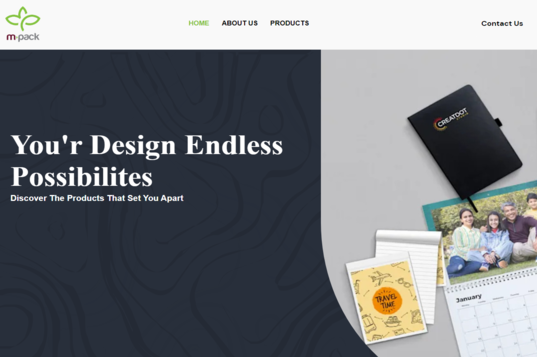 m-pack
HOME ABOUT US PRODUCTS
Contact Us
You'r Design Endless
Possibilites
Discover The Products That Set You Apart
CREATDOT
TRAVEL
TIME
January